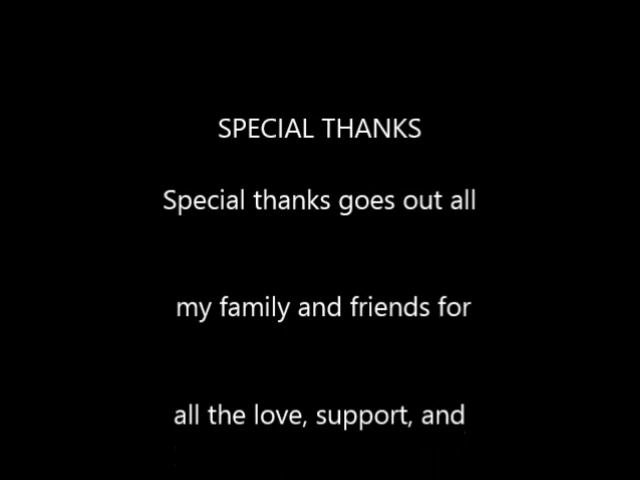 SPECIAL THANKS
Special thanks goes out all
my family and friends for
all the love, support, and